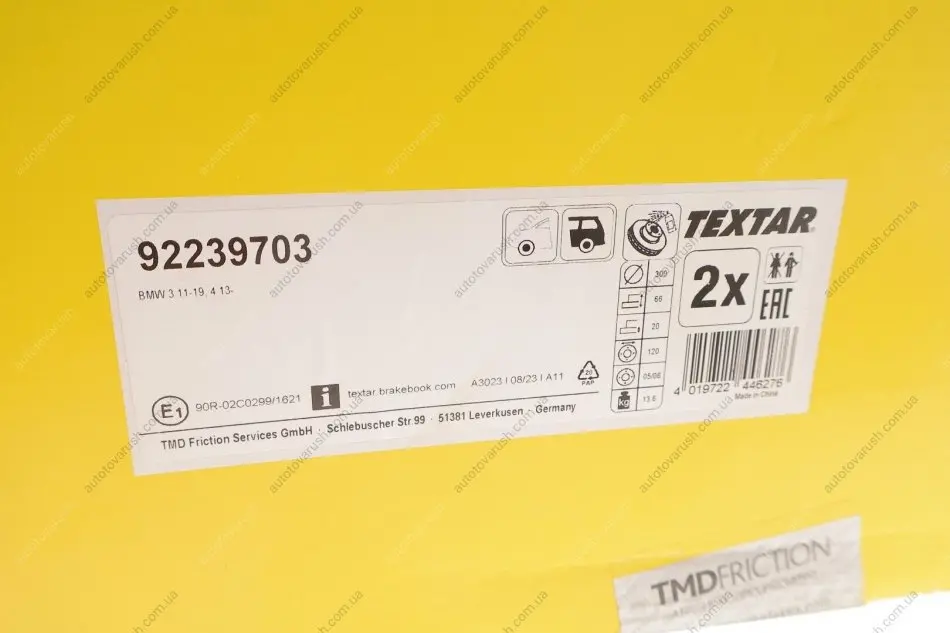 92239703
BMW 3 11-19, 4 13-
TEXTAR
2x
EAC
300
66
20
120
05/06
KG
13.6
4 019722 446276
Made in China
A3023 | 08/23 | A11
20
PAP
E1
90R-02C0299/1621
i textar.brakebook.com
TMD Friction Services GmbH · Schlebuscher Str.99 · 51381 Leverkusen · Germany
TMDFRICTION
autotovarush.com.ua